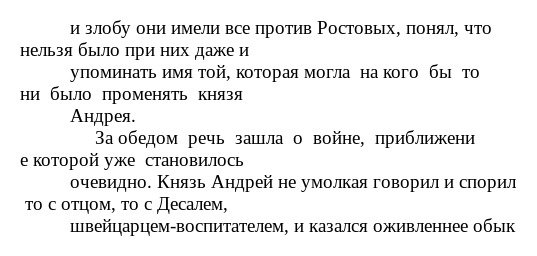 и злобу они имели все против Ростовых, понял, что
нельзя было при них даже и
упоминать имя той, которая могла на кого бы то
ни было променять князя
Андрея.
За обедом речь зашла о войне, приближени
е которой уже становилось
очевидно. Князь Андрей не умолкая говорил и спорил
то с отцом, то с Десалем,
швейцарцем-воспитателем, и казался оживленнее обык